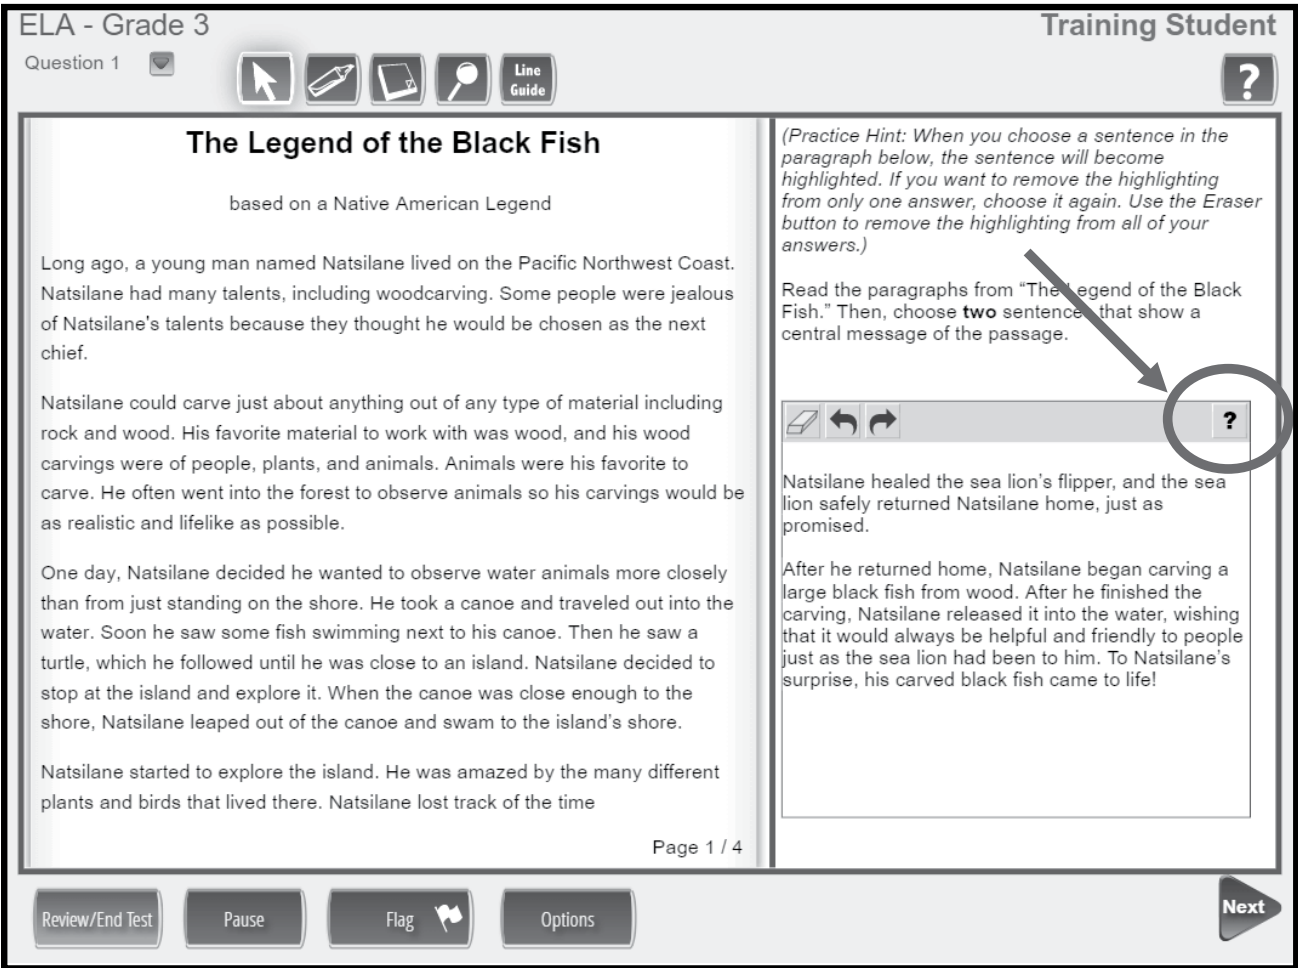 ELA - Grade 3
Training Student
Question 1
Line
Guide
?
The Legend of the Black Fish
based on a Native American Legend
Long ago, a young man named Natsilane lived on the Pacific Northwest Coast.
Natsilane had many talents, including woodcarving. Some people were jealous
of Natsilane's talents because they thought he would be chosen as the next
chief.
Natsilane could carve just about anything out of any type of material including
rock and wood. His favorite material to work with was wood, and his wood
carvings were of people, plants, and animals. Animals were his favorite to
carve. He often went into the forest to observe animals so his carvings would be
as realistic and lifelike as possible.
One day, Natsilane decided he wanted to observe water animals more closely
than from just standing on the shore. He took a canoe and traveled out into the
water. Soon he saw some fish swimming next to his canoe. Then he saw a
turtle, which he followed until he was close to an island. Natsilane decided to
stop at the island and explore it. When the canoe was close enough to the
shore, Natsilane leaped out of the canoe and swam to the island's shore.
Natsilane started to explore the island. He was amazed by the many different
plants and birds that lived there. Natsilane lost track of the time
Page 1 / 4
(Practice Hint: When you choose a sentence in the
paragraph below, the sentence will become
highlighted. If you want to remove the highlighting
from only one answer, choose it again. Use the Eraser
button to remove the highlighting from all of your
answers.)
Read the paragraphs from “The Legend of the Black
Fish.” Then, choose two sentences that show a
central message of the passage.
?
Natsilane healed the sea lion's flipper, and the sea
lion safely returned Natsilane home, just as
promised.
After he returned home, Natsilane began carving a
large black fish from wood. After he finished the
carving, Natsilane released it into the water, wishing
that it would always be helpful and friendly to people
just as the sea lion had been to him. To Natsilane's
surprise, his carved black fish came to life!
Review/End Test
Pause
Flag
Options
Next